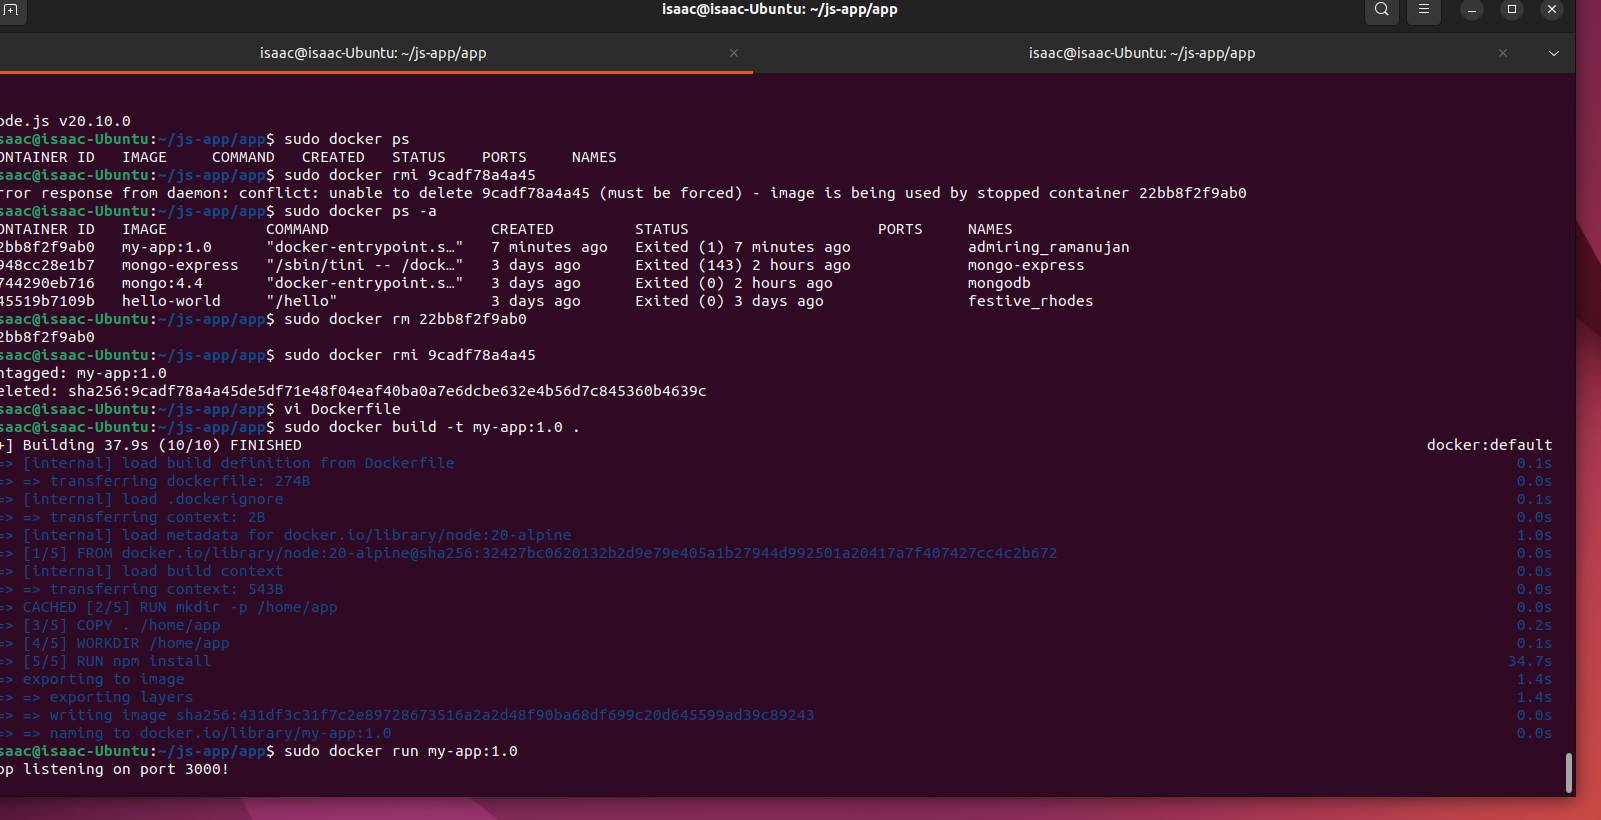 isaac@isaac-Ubuntu: ~/js-app/app
isaac@isaac-Ubuntu: ~/js-app/app × isaac@isaac-Ubuntu: ~/js-app/app ×
ode.js v20.10.0
saac@isaac-Ubuntu:~/js-app/app$ sudo docker ps
ONTAINER ID IMAGE COMMAND CREATED STATUS PORTS NAMES
saac@isaac-Ubuntu:~/js-app/app$ sudo docker rmi 9cadf78a4a45
rror response from daemon: conflict: unable to delete 9cadf78a4a45 (must be forced) - image is being used by stopped container 22bb8f2f9ab0
saac@isaac-Ubuntu:~/js-app/app$ sudo docker ps -a
ONTAINER ID IMAGE COMMAND CREATED STATUS PORTS NAMES
2bb8f2f9ab0 my-app:1.0 "docker-entrypoint.s…" 7 minutes ago Exited (1) 7 minutes ago admiring_ramanujan
948cc28e1b7 mongo-express "/sbin/tini -- /dock…" 3 days ago Exited (143) 2 hours ago mongo-express
744290eb716 mongo:4.4 "docker-entrypoint.s…" 3 days ago Exited (0) 2 hours ago mongodb
45519b7109b hello-world "/hello" 3 days ago Exited (0) 3 days ago festive_rhodes
saac@isaac-Ubuntu:~/js-app/app$ sudo docker rm 22bb8f2f9ab0
2bb8f2f9ab0
saac@isaac-Ubuntu:~/js-app/app$ sudo docker rmi 9cadf78a4a45
ntagged: my-app:1.0
eleted: sha256:9cadf78a4a45de5df71e48f04eaf40ba0a7e6dcbe632e4b56d7c845360b4639c
saac@isaac-Ubuntu:~/js-app/app$ vi Dockerfile
saac@isaac-Ubuntu:~/js-app/app$ sudo docker build -t my-app:1.0 .
+] Building 37.9s (10/10) FINISHED docker:default
=> [internal] load build definition from Dockerfile 0.1s
=> => transferring dockerfile: 274B 0.0s
=> [internal] load .dockerignore 0.1s
=> => transferring context: 2B 0.0s
=> [internal] load metadata for docker.io/library/node:20-alpine 1.0s
=> [1/5] FROM docker.io/library/node:20-alpine@sha256:32427bc0620132b2d9e79e405a1b27944d992501a20417a7f407427cc4c2b672 0.0s
=> [internal] load build context 0.0s
=> => transferring context: 543B 0.0s
=> CACHED [2/5] RUN mkdir -p /home/app 0.0s
=> [3/5] COPY . /home/app 0.2s
=> [4/5] WORKDIR /home/app 0.1s
=> [5/5] RUN npm install 34.7s
=> exporting to image 1.4s
=> => exporting layers 1.4s
=> => writing image sha256:431df3c31f7c2e89728673516a2a2d48f90ba68df699c20d645599ad39c89243 0.0s
=> => naming to docker.io/library/my-app:1.0 0.0s
saac@isaac-Ubuntu:~/js-app/app$ sudo docker run my-app:1.0
pp listening on port 3000!